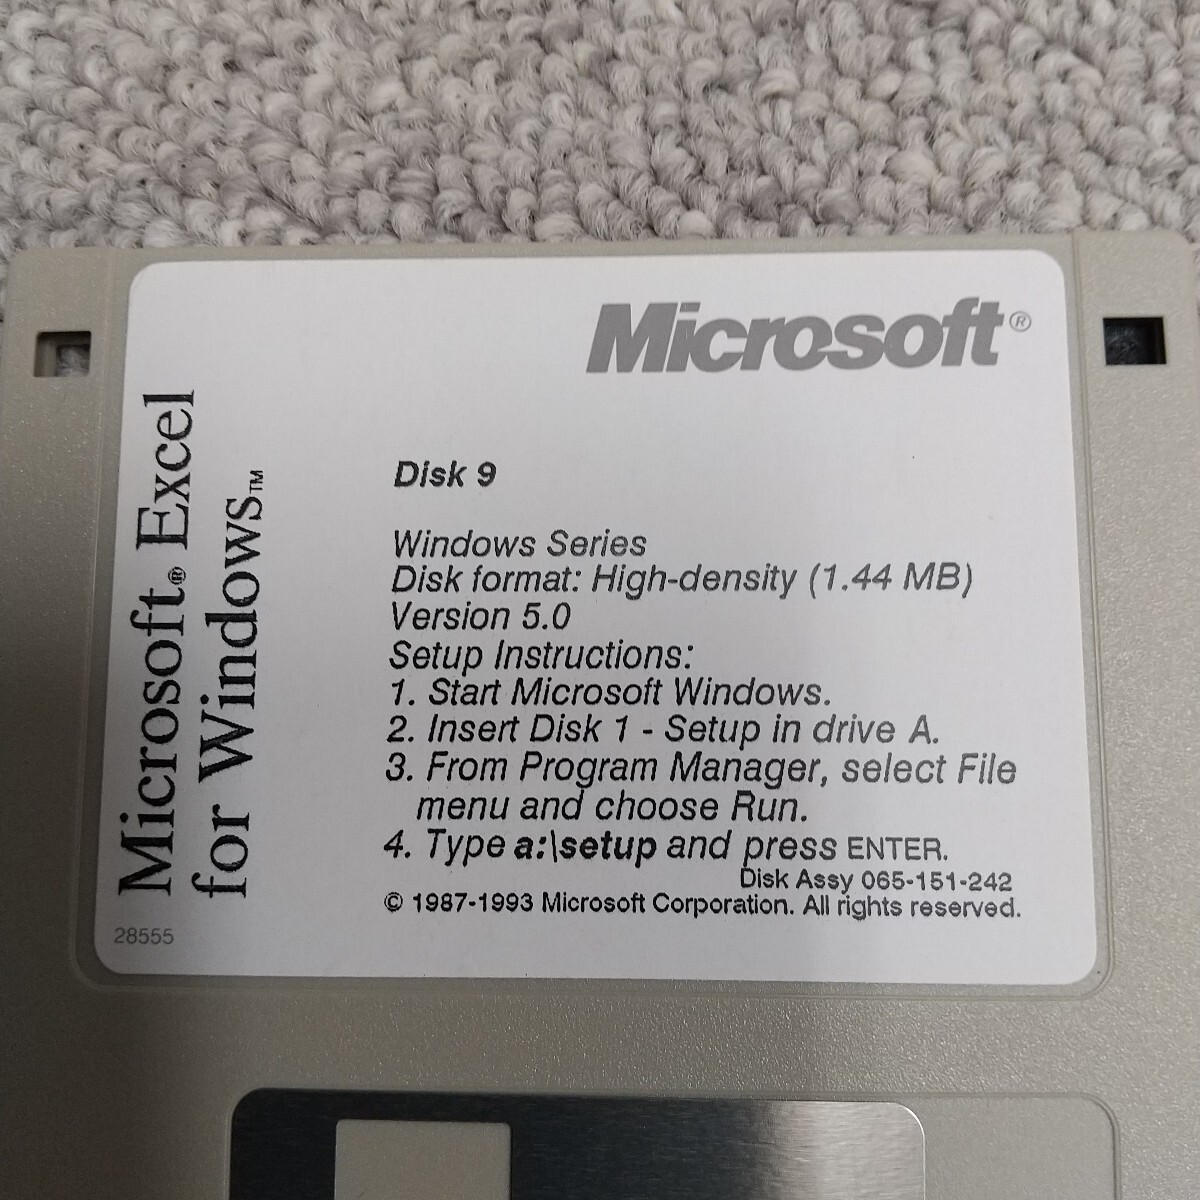 Microsoft®
Microsoft® Excel
for Windows™
Disk 9
Windows Series
Disk format: High-density (1.44 MB)
Version 5.0
Setup Instructions:
1. Start Microsoft Windows.
2. Insert Disk 1 - Setup in drive A.
3. From Program Manager, select File
menu and choose Run.
4. Type a:\setup and press ENTER.
Disk Assy 065-151-242
© 1987-1993 Microsoft Corporation. All rights reserved.
28555